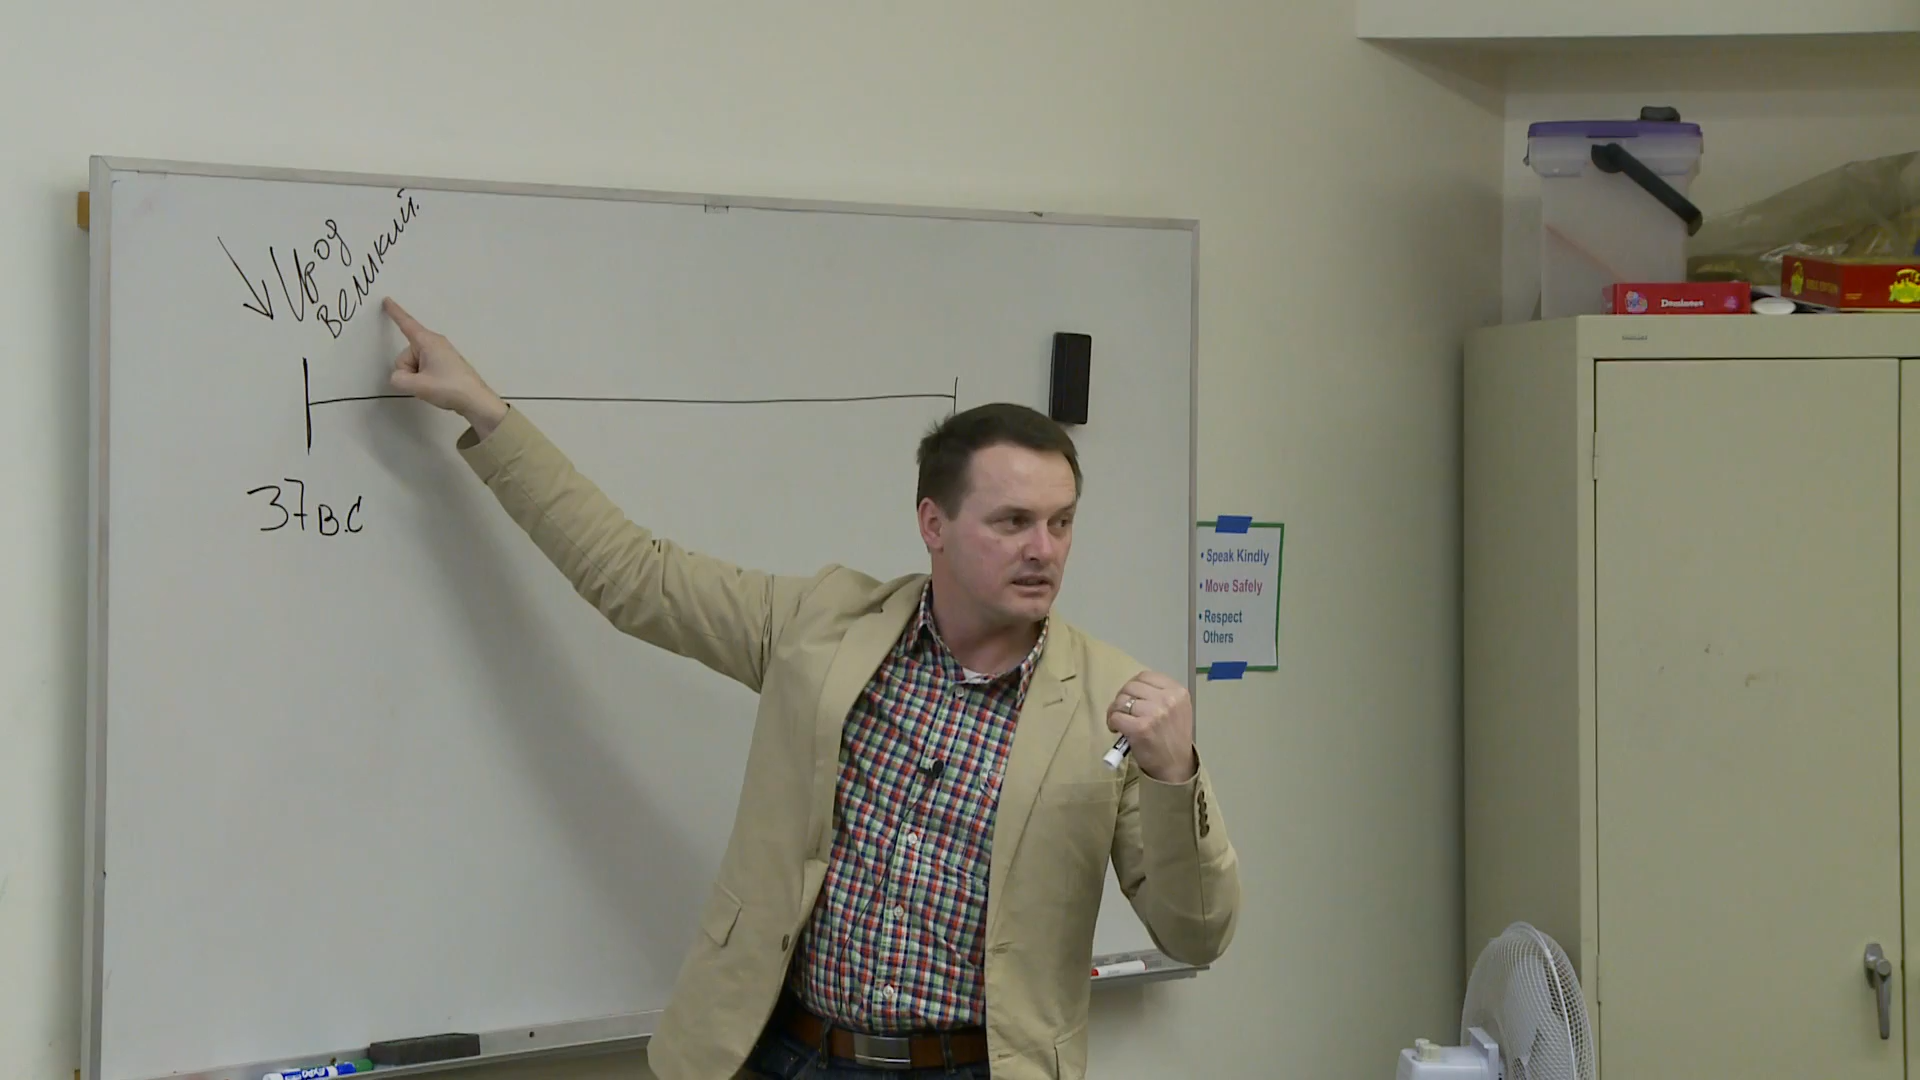 Ирод
великий.
37 B.C
• Speak Kindly
• Move Safely
• Respect
Others
Dominoes